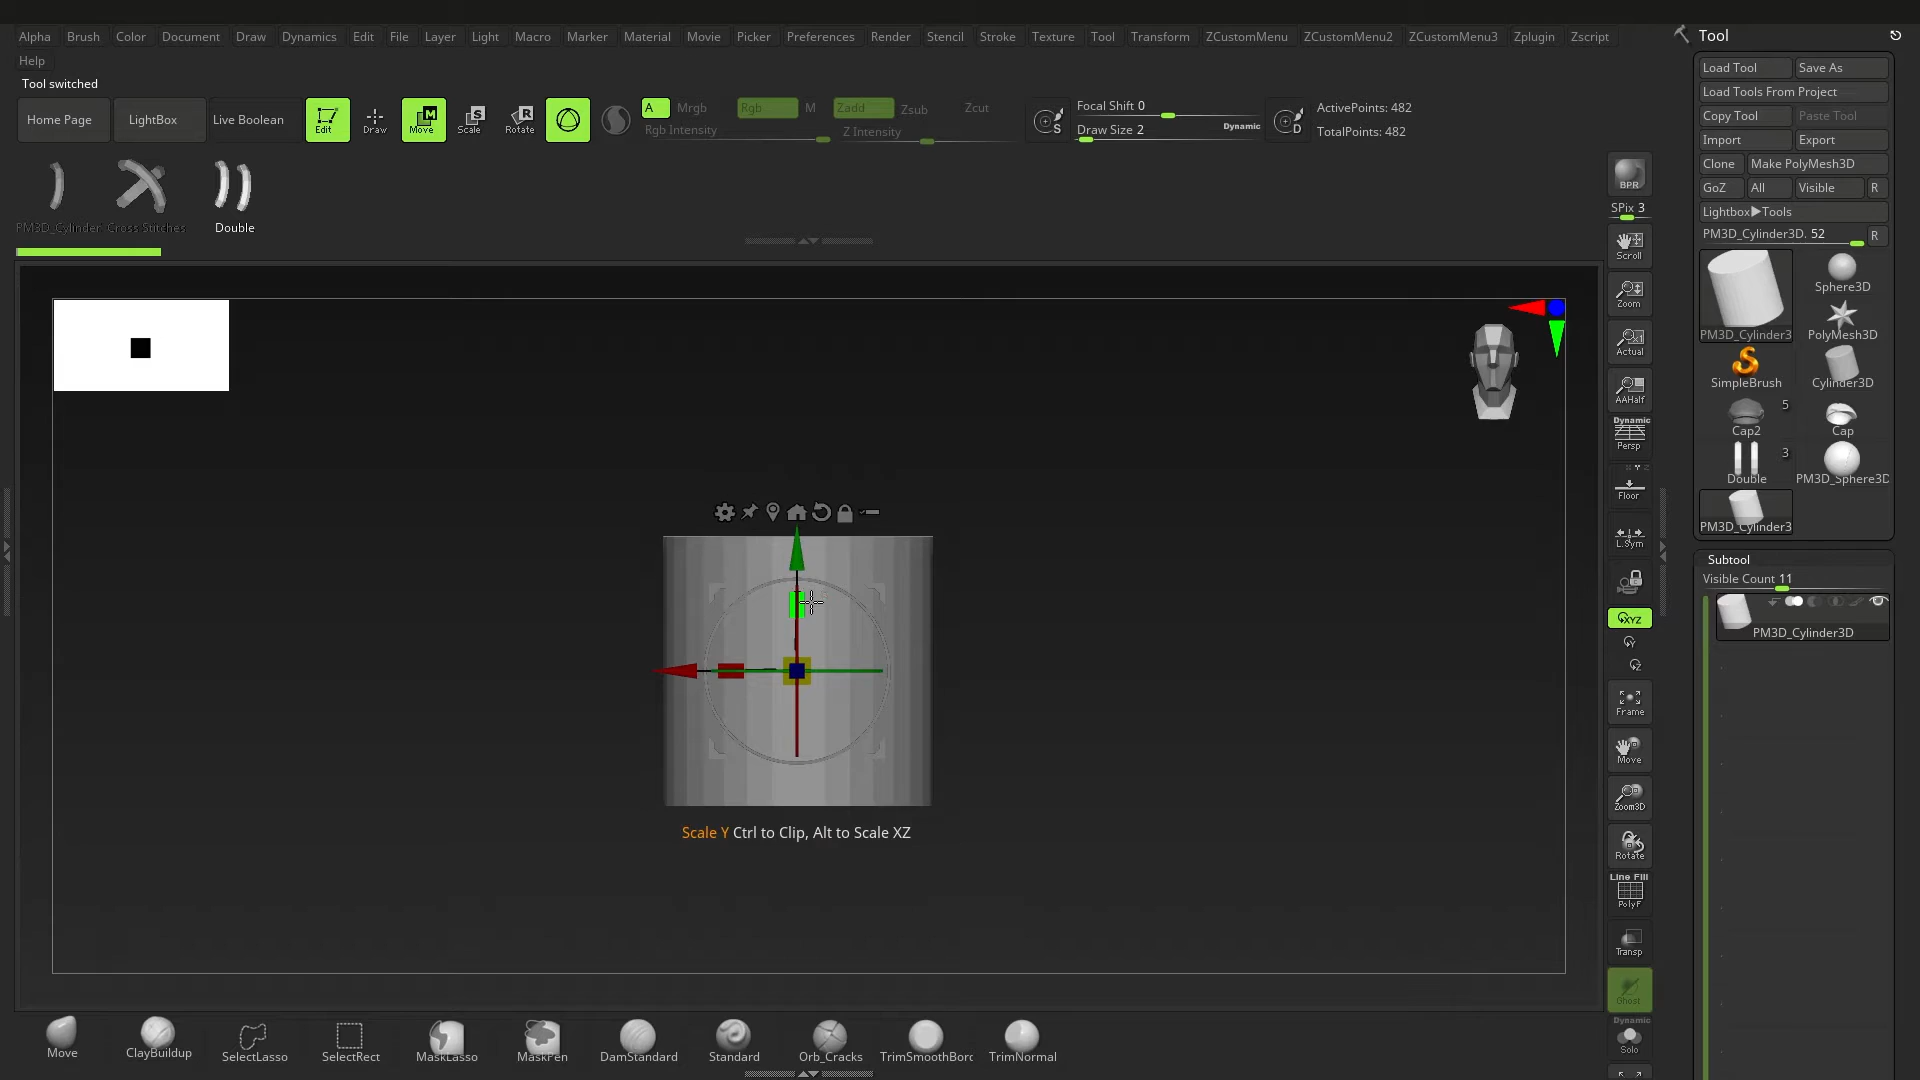 Alpha Brush Color Document Draw Dynamics Edit File Layer Light Macro Marker Material Movie Picker Preferences Render Stencil Stroke Texture Tool Transform ZCustomMenu ZCustomMenu2 ZCustomMenu3 Zplugin Zscript
Help
Tool switched
Home Page LightBox Live Boolean Edit Draw Move Scale Rotate
A Mrgb Rgb M Zadd Zsub Zcut
Rgb Intensity Z Intensity
Focal Shift 0
Draw Size 2 Dynamic
ActivePoints: 482
TotalPoints: 482
PM3D_Cylinder Cross Stitches Double
Scale Y Ctrl to Clip, Alt to Scale XZ
BPR
SPix 3
Scroll
Zoom
Actual
AAHalf
Dynamic
Persp
Floor
L.Sym
XYZ
Y
Z
Frame
Move
Zoom3D
Rotate
Line Fill
PolyF
Transp
Ghost
Dynamic
Solo
Tool
Load Tool Save As
Load Tools From Project
Copy Tool Paste Tool
Import Export
Clone Make PolyMesh3D
GoZ All Visible R
Lightbox▶Tools
PM3D_Cylinder3D. 52 R
Sphere3D
PM3D_Cylinder3 PolyMesh3D
SimpleBrush Cylinder3D
5
Cap2 Cap
3
Double PM3D_Sphere3D
PM3D_Cylinder3
Subtool
Visible Count 11
PM3D_Cylinder3D
Move ClayBuildup SelectLasso SelectRect MaskLasso MaskPen DamStandard Standard Orb_Cracks TrimSmoothBorc TrimNormal